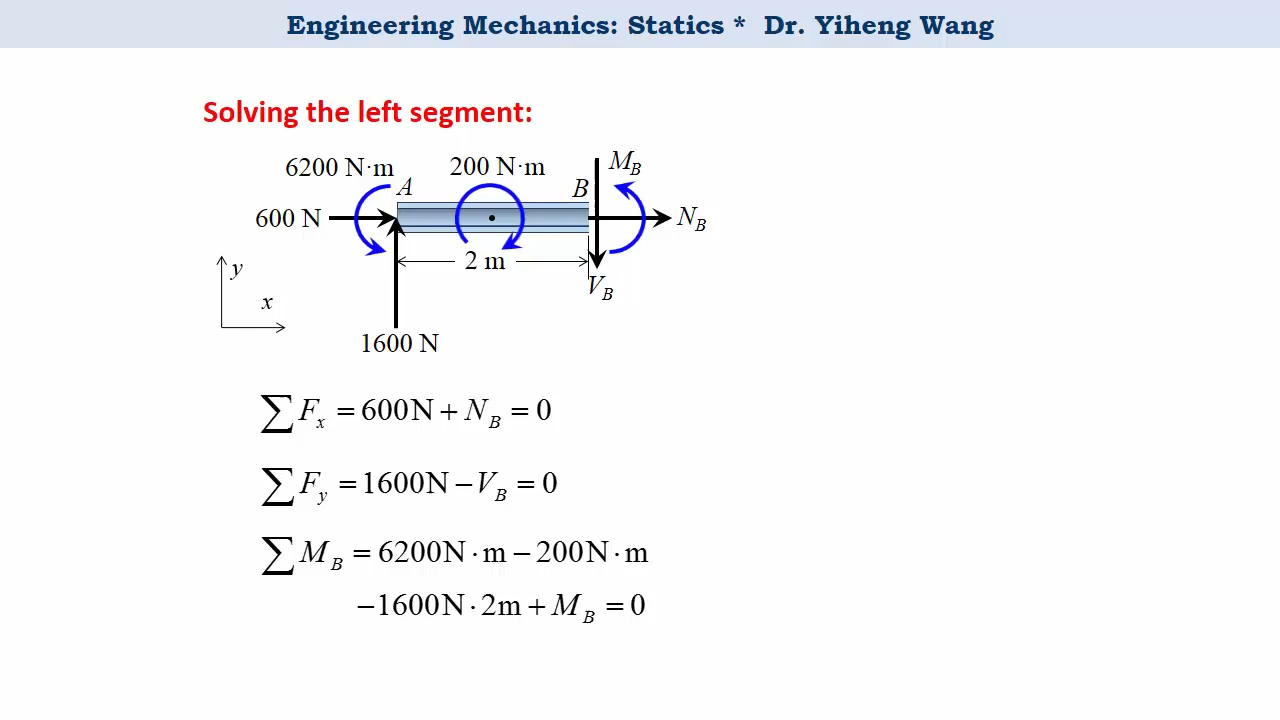 Engineering Mechanics: Statics * Dr. Yiheng Wang
Solving the left segment:
6200 N·m
A
200 N·m
B
M_B
600 N
N_B
2 m
V_B
y
x
1600 N
∑ F_x = 600N + N_B = 0
∑ F_y = 1600N − V_B = 0
∑ M_B = 6200N · m − 200N · m
−1600N · 2m + M_B = 0